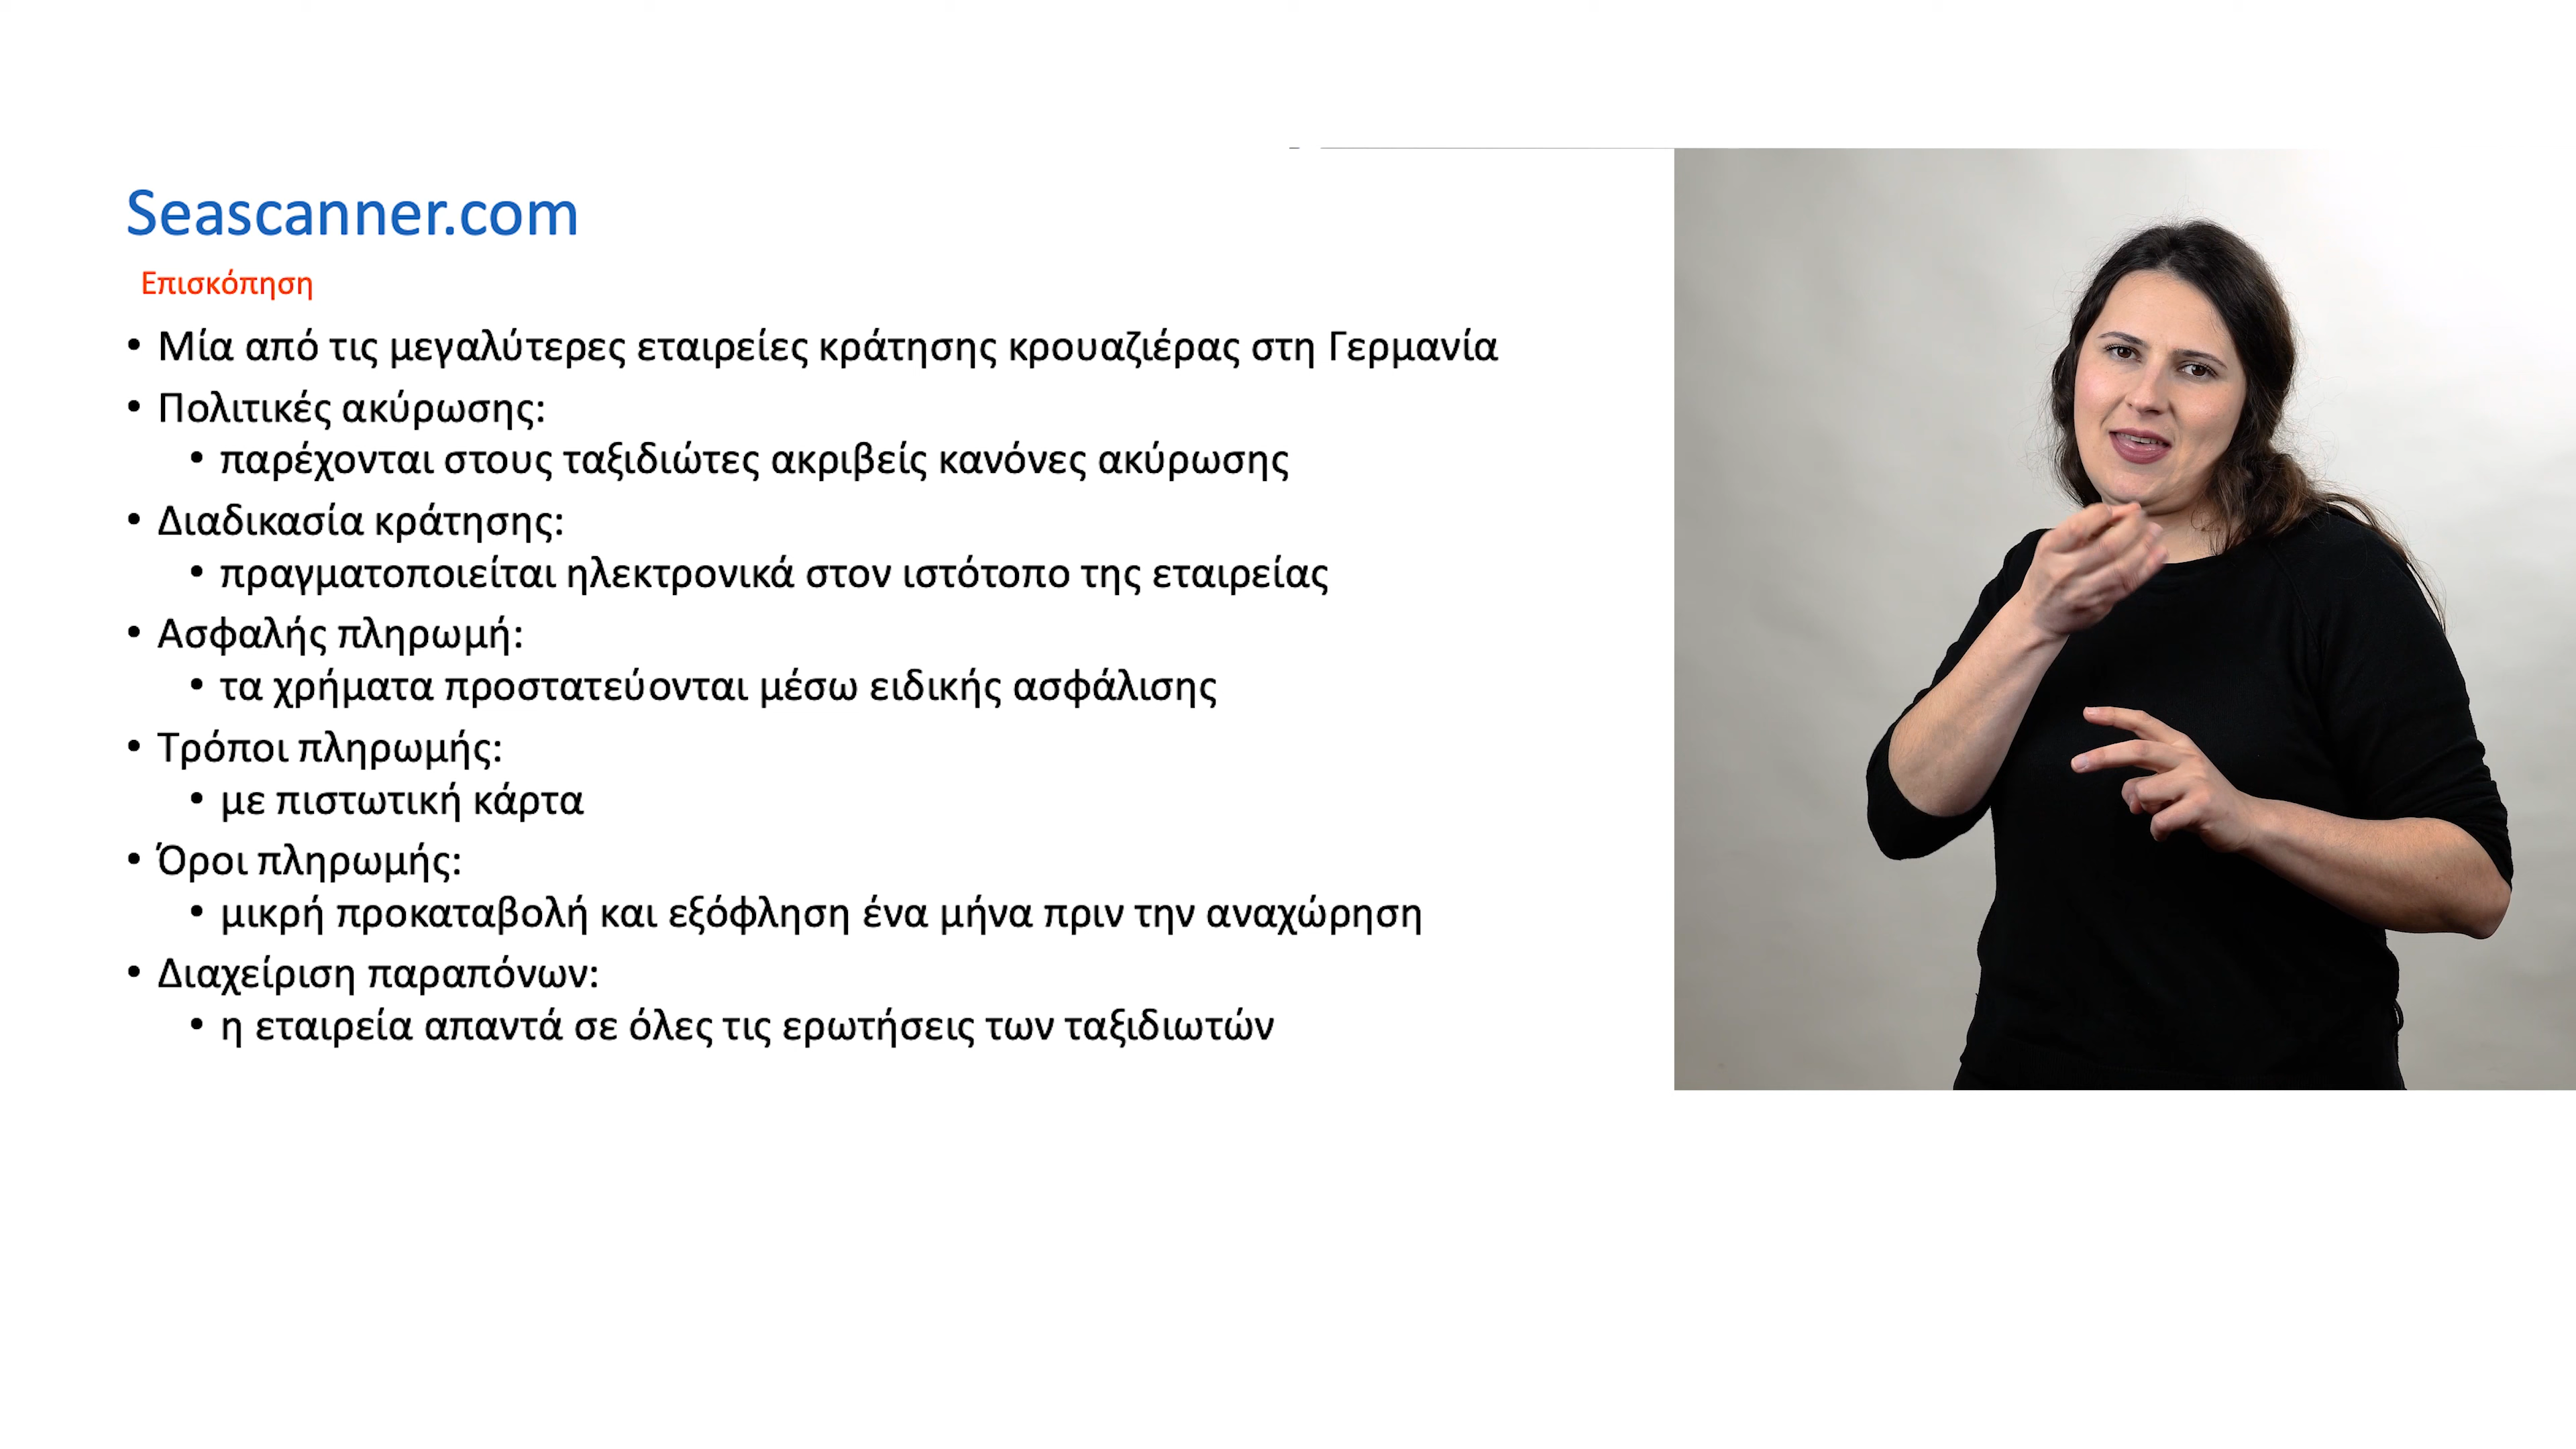 Seascanner.com
Επισκόπηση
• Μία από τις μεγαλύτερες εταιρείες κράτησης κρουαζιέρας στη Γερμανία
• Πολιτικές ακύρωσης:
• παρέχονται στους ταξιδιώτες ακριβείς κανόνες ακύρωσης
• Διαδικασία κράτησης:
• πραγματοποιείται ηλεκτρονικά στον ιστότοπο της εταιρείας
• Ασφαλής πληρωμή:
• τα χρήματα προστατεύονται μέσω ειδικής ασφάλισης
• Τρόποι πληρωμής:
• με πιστωτική κάρτα
• Όροι πληρωμής:
• μικρή προκαταβολή και εξόφληση ένα μήνα πριν την αναχώρηση
• Διαχείριση παραπόνων:
• η εταιρεία απαντά σε όλες τις ερωτήσεις των ταξιδιωτών